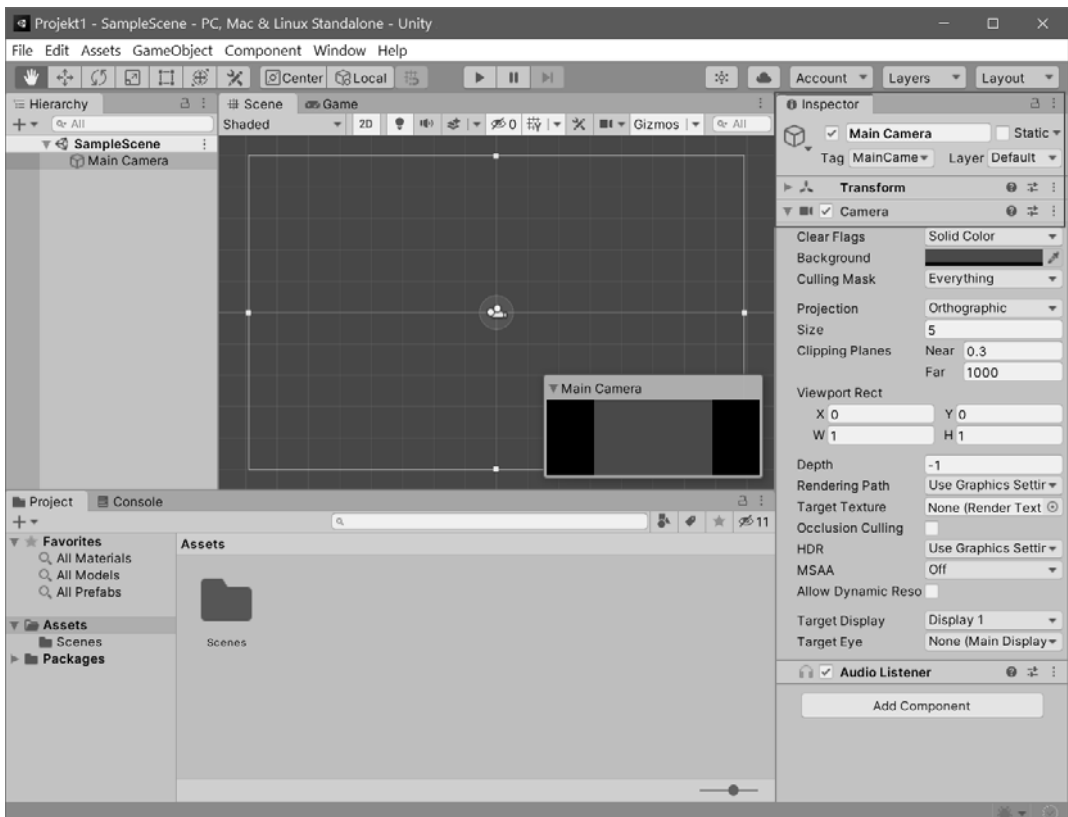 Projekt1 - SampleScene - PC, Mac & Linux Standalone - Unity
File Edit Assets GameObject Component Window Help
Center Local Account Layers Layout
Hierarchy
All
SampleScene
Main Camera
Scene Game
Shaded 2D 0 Gizmos All
Main Camera
Inspector
Main Camera Static
Tag MainCame Layer Default
Transform
Camera
Clear Flags Solid Color
Background
Culling Mask Everything
Projection Orthographic
Size 5
Clipping Planes Near 0.3
Far 1000
Viewport Rect
X 0 Y 0
W 1 H 1
Depth -1
Rendering Path Use Graphics Settir
Target Texture None (Render Text
Occlusion Culling
HDR Use Graphics Settir
MSAA Off
Allow Dynamic Reso
Target Display Display 1
Target Eye None (Main Display
Audio Listener
Add Component
Project Console
11
Favorites
All Materials
All Models
All Prefabs
Assets
Scenes
Packages
Assets
Scenes